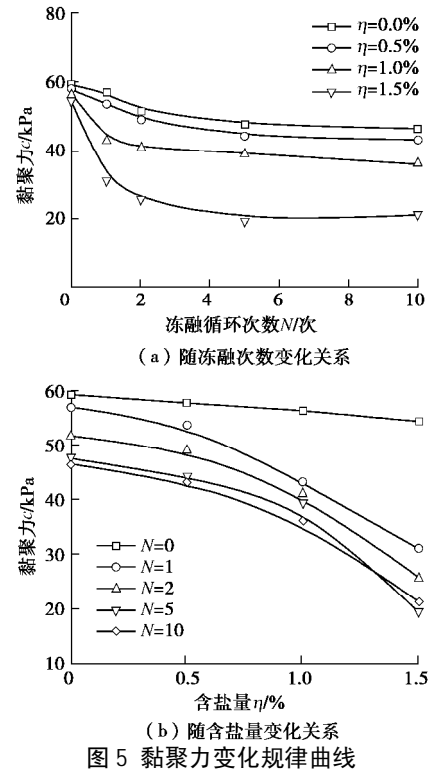 80
60
40
20
黏聚力c/kPa
η=0.0%
η=0.5%
η=1.0%
η=1.5%
0 2 4 6 8 10
冻融循环次数N/次
(a) 随冻融次数变化关系
60
50
40
30
20
10
黏聚力c/kPa
N=0
N=1
N=2
N=5
N=10
0 0.5 1.0 1.5
含盐量η/%
(b) 随含盐量变化关系
图 5 黏聚力变化规律曲线